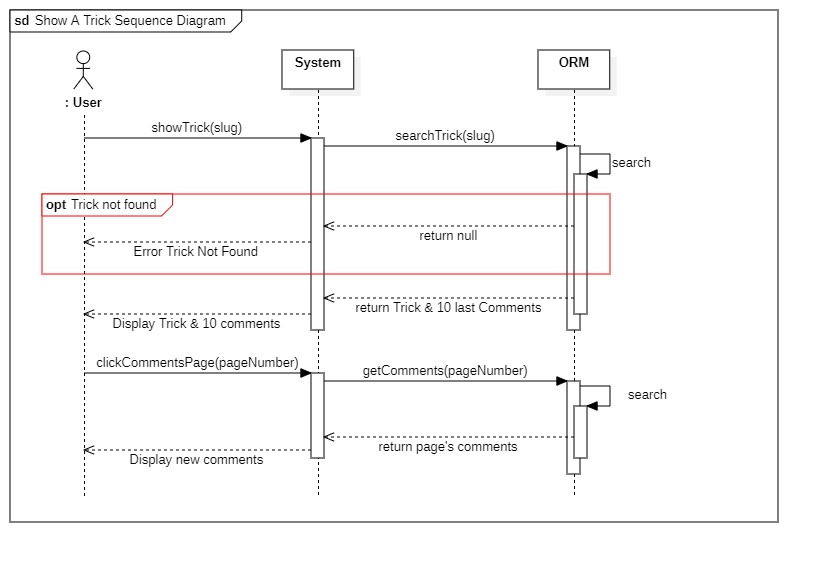 sd Show A Trick Sequence Diagram
System
ORM
: User
showTrick(slug)
searchTrick(slug)
search
opt Trick not found
return null
Error Trick Not Found
return Trick & 10 last Comments
Display Trick & 10 comments
clickCommentsPage(pageNumber)
getComments(pageNumber)
search
return page's comments
Display new comments